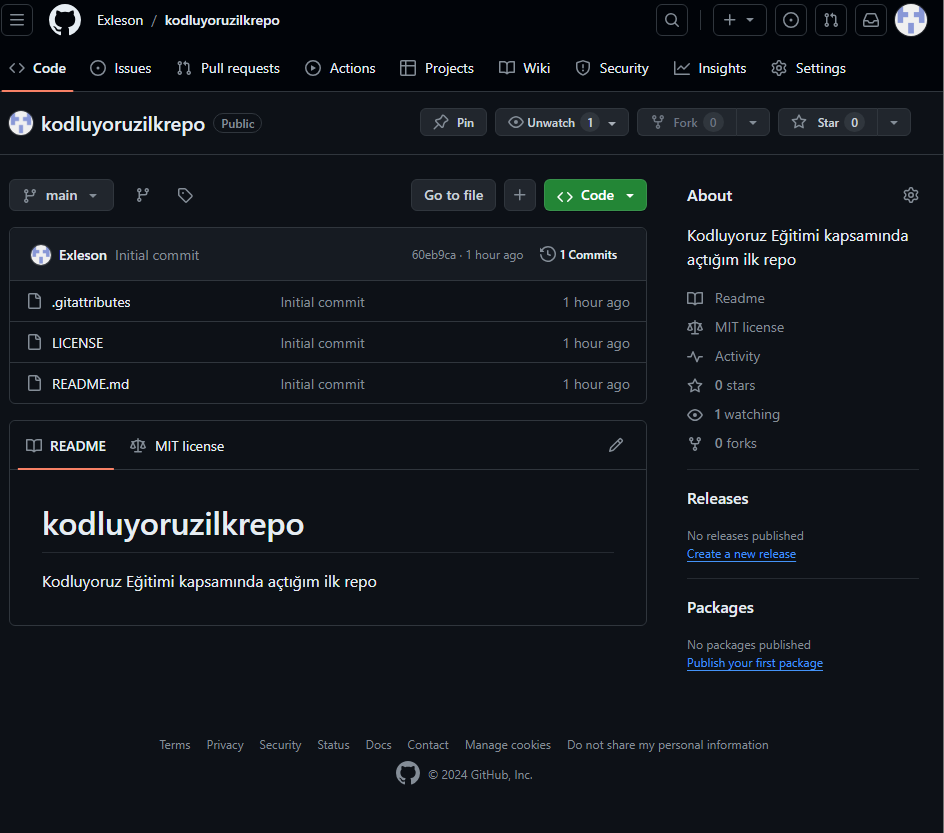 Exleson / kodluyoruzilkrepo
Code Issues Pull requests Actions Projects Wiki Security Insights Settings
kodluyoruzilkrepo Public Pin Unwatch 1 Fork 0 Star 0
main Go to file Code
Exleson Initial commit 60eb9ca · 1 hour ago 1 Commits
.gitattributes Initial commit 1 hour ago
LICENSE Initial commit 1 hour ago
README.md Initial commit 1 hour ago
README MIT license
kodluyoruzilkrepo
Kodluyoruz Eğitimi kapsamında açtığım ilk repo
About
Kodluyoruz Eğitimi kapsamında
açtığım ilk repo
Readme
MIT license
Activity
0 stars
1 watching
0 forks
Releases
No releases published
Create a new release
Packages
No packages published
Publish your first package
Terms Privacy Security Status Docs Contact Manage cookies Do not share my personal information
© 2024 GitHub, Inc.